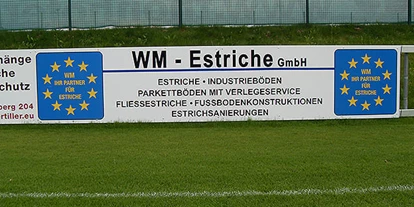 hänge
che
chutz
berg 204
rtiller.eu
WM
IHR PARTNER
FÜR
ESTRICHE
WM - Estriche GmbH
ESTRICHE · INDUSTRIEBÖDEN
PARKETTBÖDEN MIT VERLEGESERVICE
FLIESSESTRICHE · FUSSBODENKONSTRUKTIONEN
ESTRICHSANIERUNGEN
WM
IHR PARTNER
FÜR
ESTRICHE